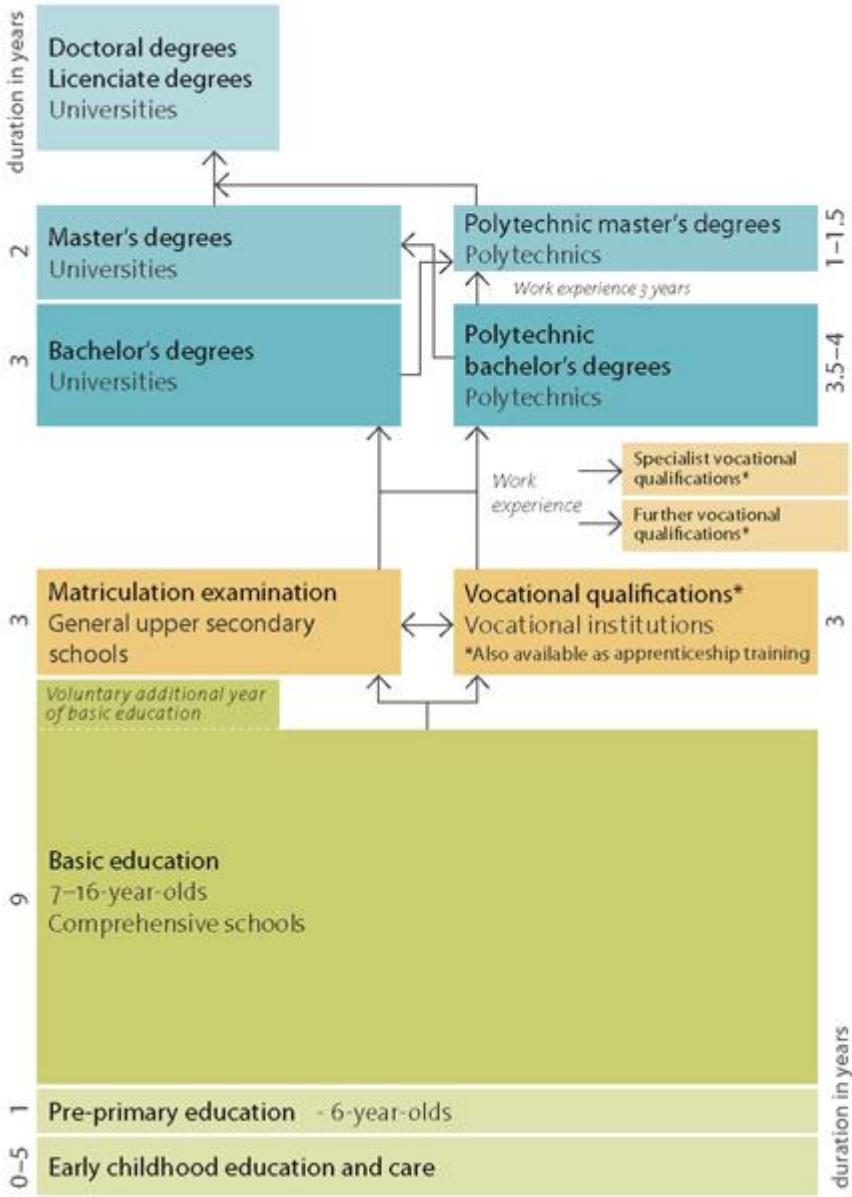 duration in years
Doctoral degrees
Licenciate degrees
Universities
2
Master's degrees
Universities
Polytechnic master's degrees
Polytechnics
1–1.5
Work experience 3 years
3
Bachelor's degrees
Universities
Polytechnic
bachelor's degrees
Polytechnics
3.5–4
Work
experience
Specialist vocational
qualifications*
Further vocational
qualifications*
3
Matriculation examination
General upper secondary
schools
Vocational qualifications*
Vocational institutions
*Also available as apprenticeship training
3
Voluntary additional year
of basic education
9
Basic education
7–16-year-olds
Comprehensive schools
1
Pre-primary education - 6-year-olds
0–5
Early childhood education and care
duration in years